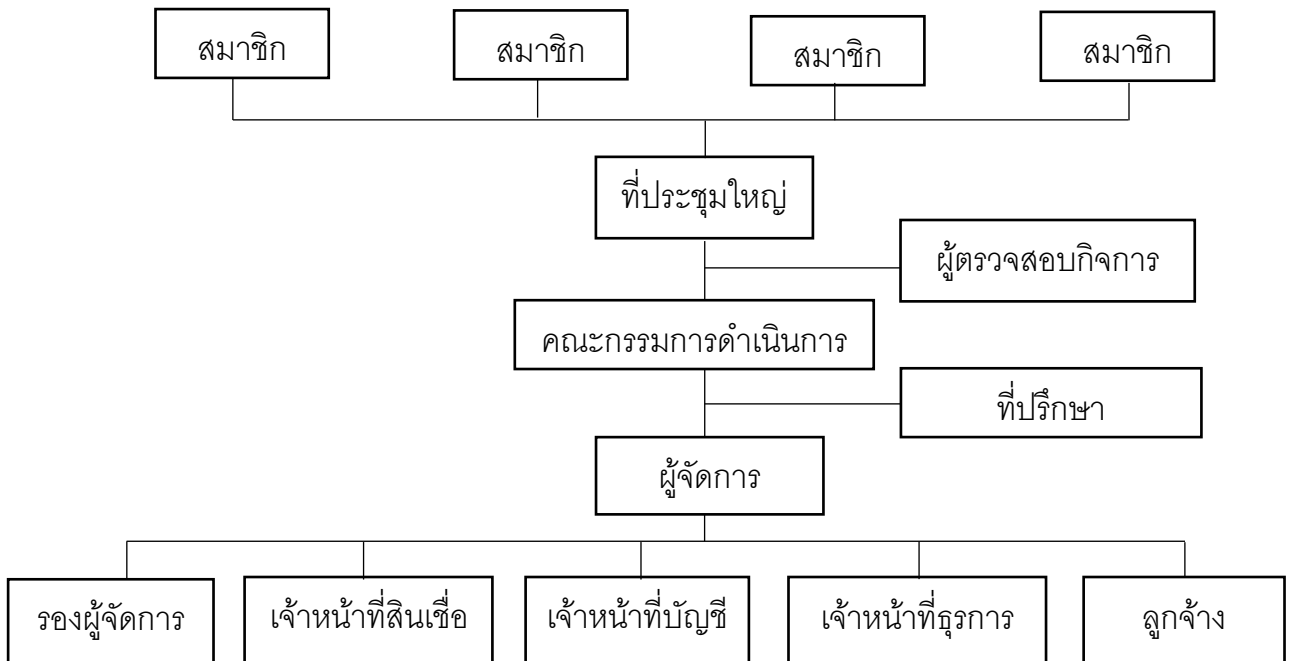 สมาชิก
สมาชิก
สมาชิก
สมาชิก
ที่ประชุมใหญ่
ผู้ตรวจสอบกิจการ
คณะกรรมการดำเนินการ
ที่ปรึกษา
ผู้จัดการ
รองผู้จัดการ
เจ้าหน้าที่สินเชื่อ
เจ้าหน้าที่บัญชี
เจ้าหน้าที่ธุรการ
ลูกจ้าง